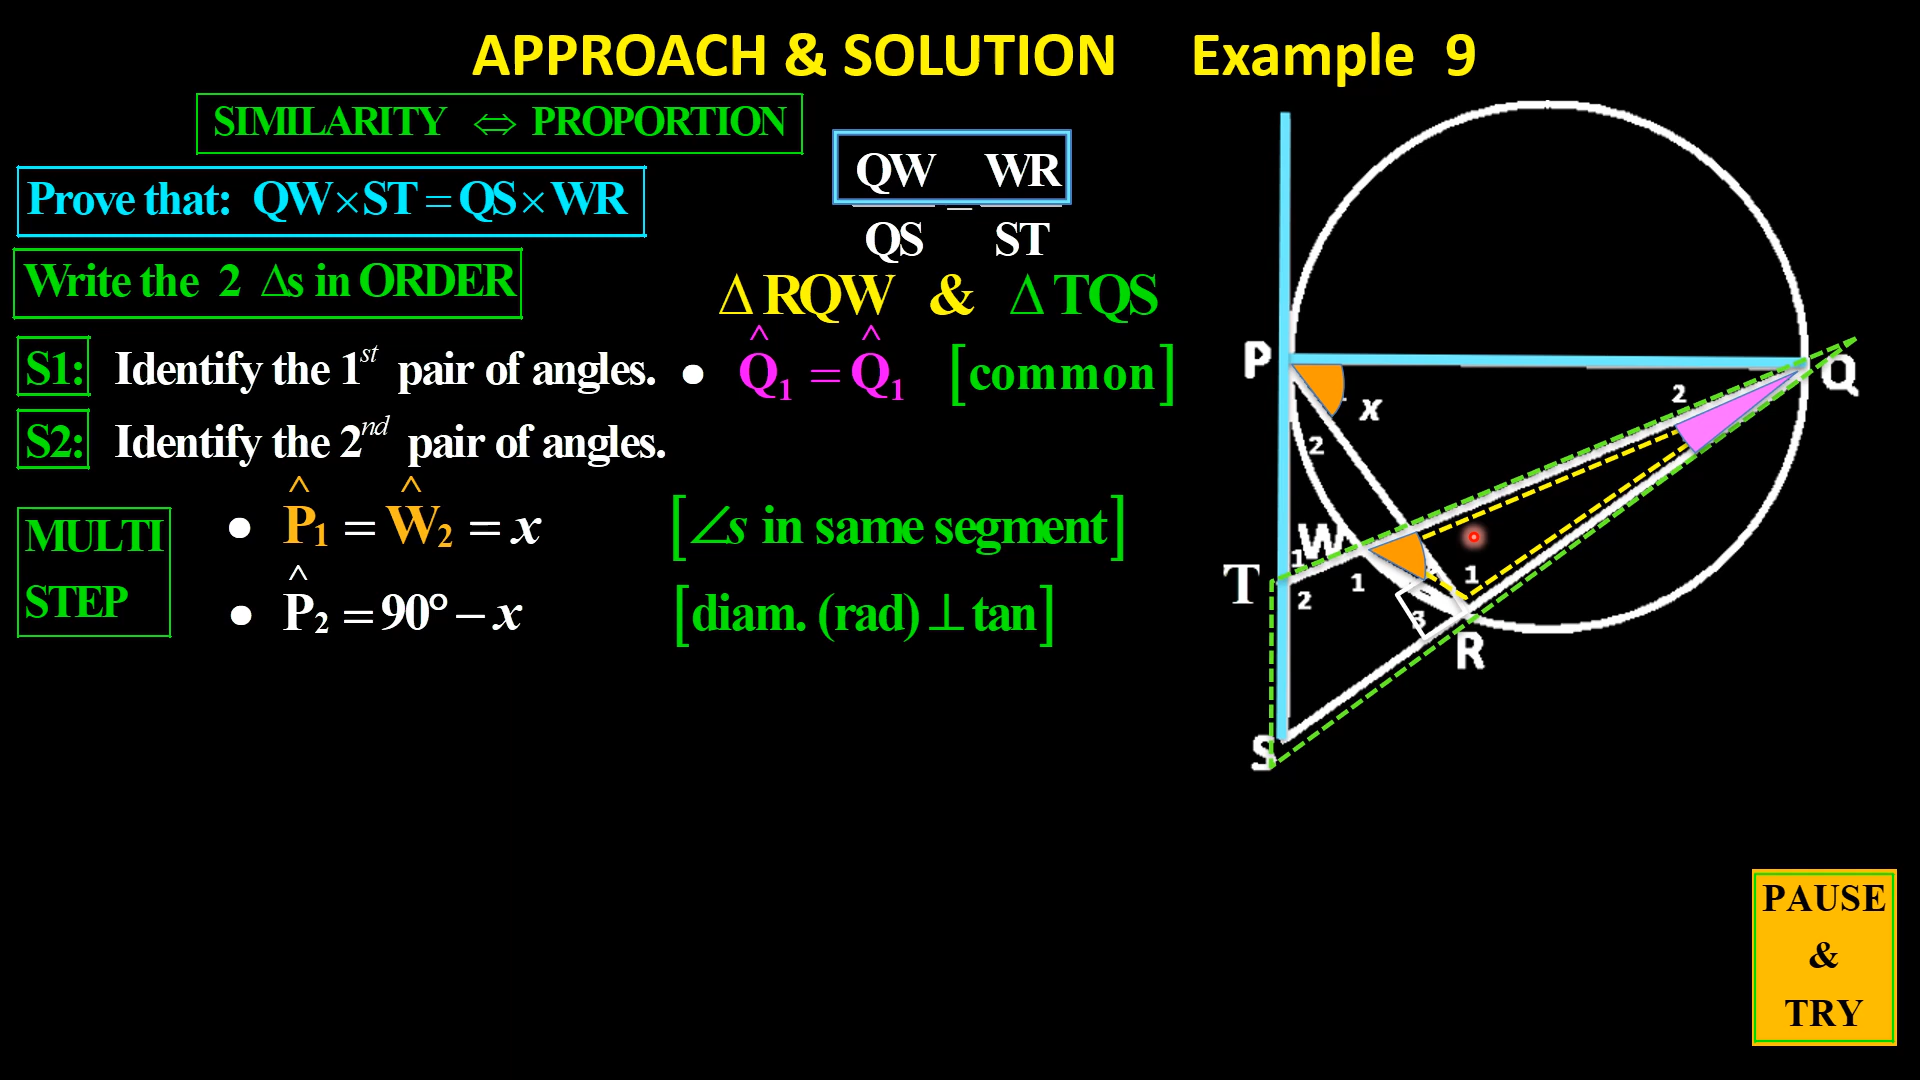 APPROACH & SOLUTION Example 9
SIMILARITY ⇔ PROPORTION
Prove that: QW×ST=QS×WR
QW/QS = WR/ST
Write the 2 Δs in ORDER
Δ RQW & Δ TQS
S1: Identify the 1st pair of angles. • Q̂1 = Q̂1 [common]
S2: Identify the 2nd pair of angles.
MULTI
STEP
• P̂1 = Ŵ2 = x [∠s in same segment]
• P̂2 = 90° − x [diam. (rad) ⊥ tan]
P
Q
x
2
2
W
1
T
2
1
1
3
R
S
PAUSE
&
TRY